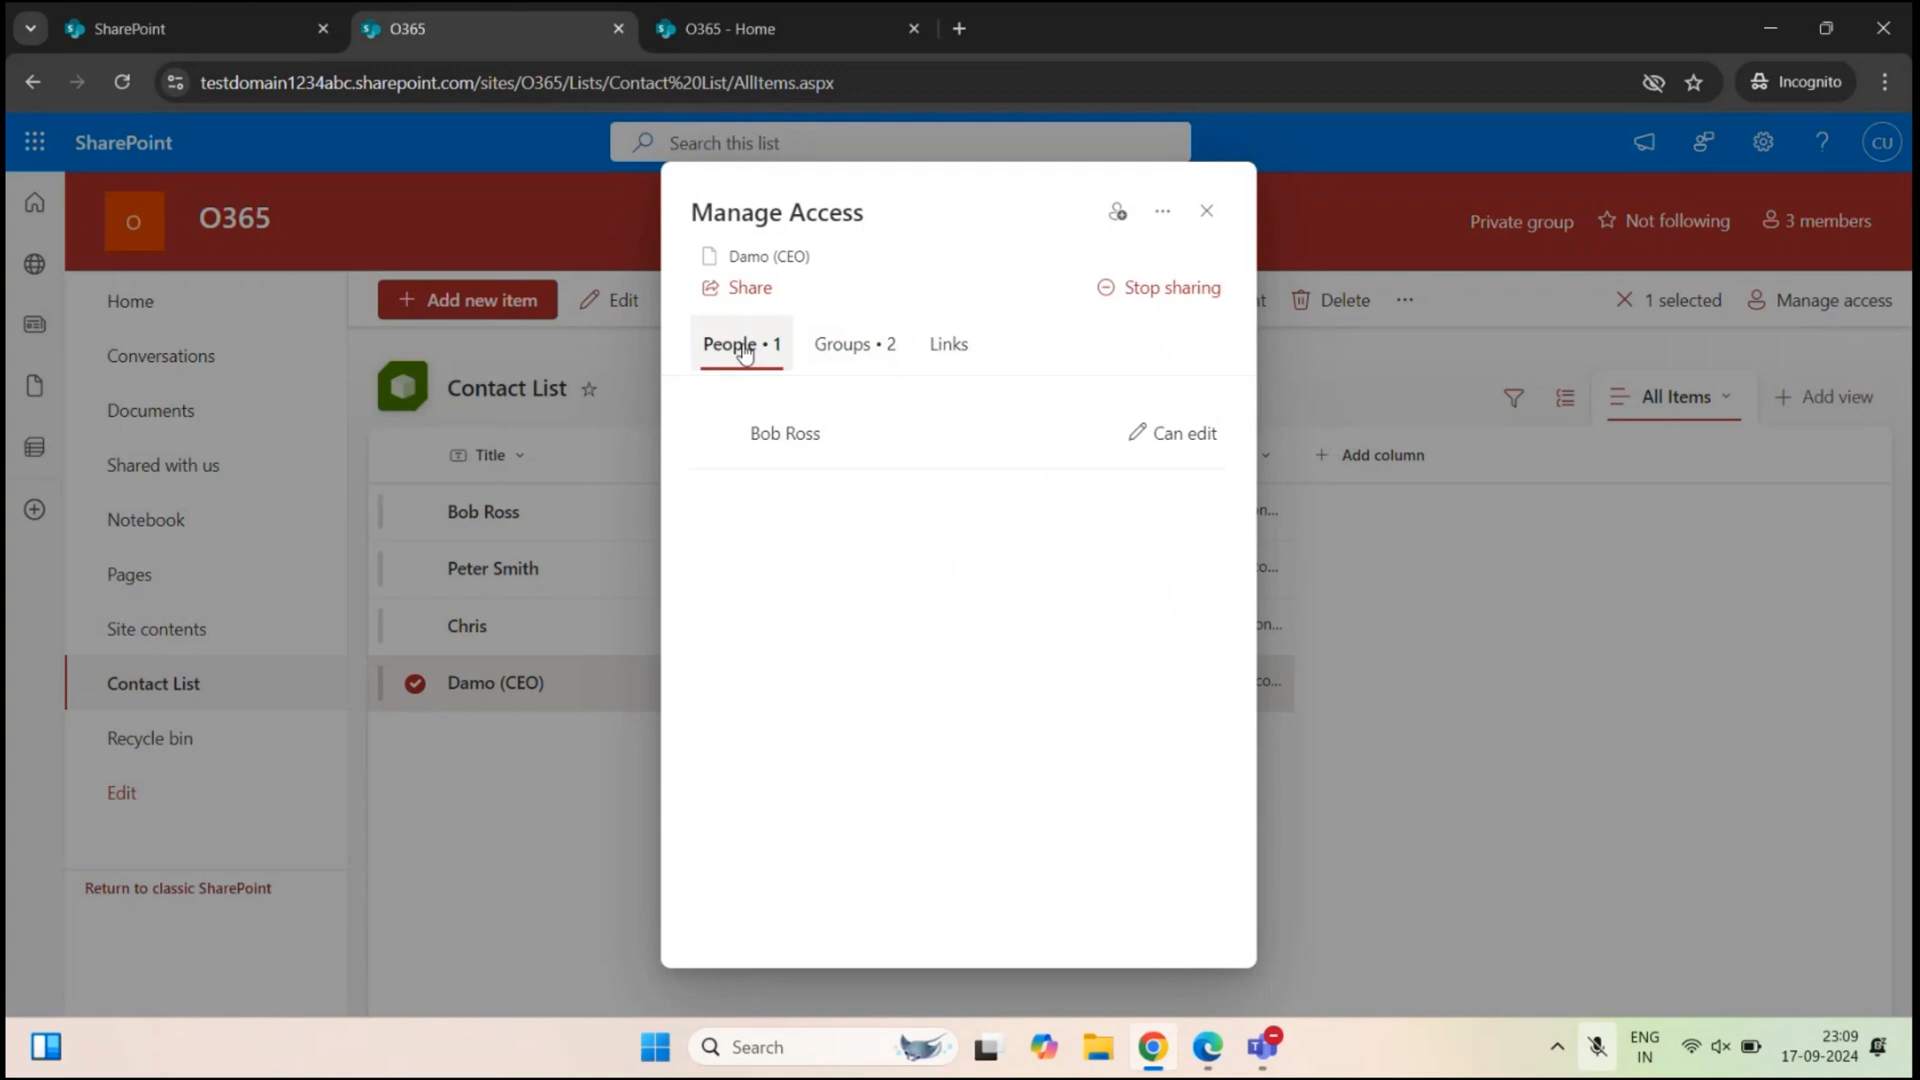 SharePoint
O365
O365 - Home
testdomain1234abc.sharepoint.com/sites/O365/Lists/Contact%20List/AllItems.aspx
Incognito
SharePoint
Search this list
CU
O
O365
Private group
Not following
3 members
Home
Conversations
Documents
Shared with us
Notebook
Pages
Site contents
Contact List
Recycle bin
Edit
Return to classic SharePoint
Add new item
Edit
Delete
1 selected
Manage access
Contact List
All Items
Add view
Title
Add column
Bob Ross
Peter Smith
Chris
Damo (CEO)
Manage Access
Damo (CEO)
Share
Stop sharing
People • 1
Groups • 2
Links
Bob Ross
Can edit
Search
ENG
IN
23:09
17-09-2024